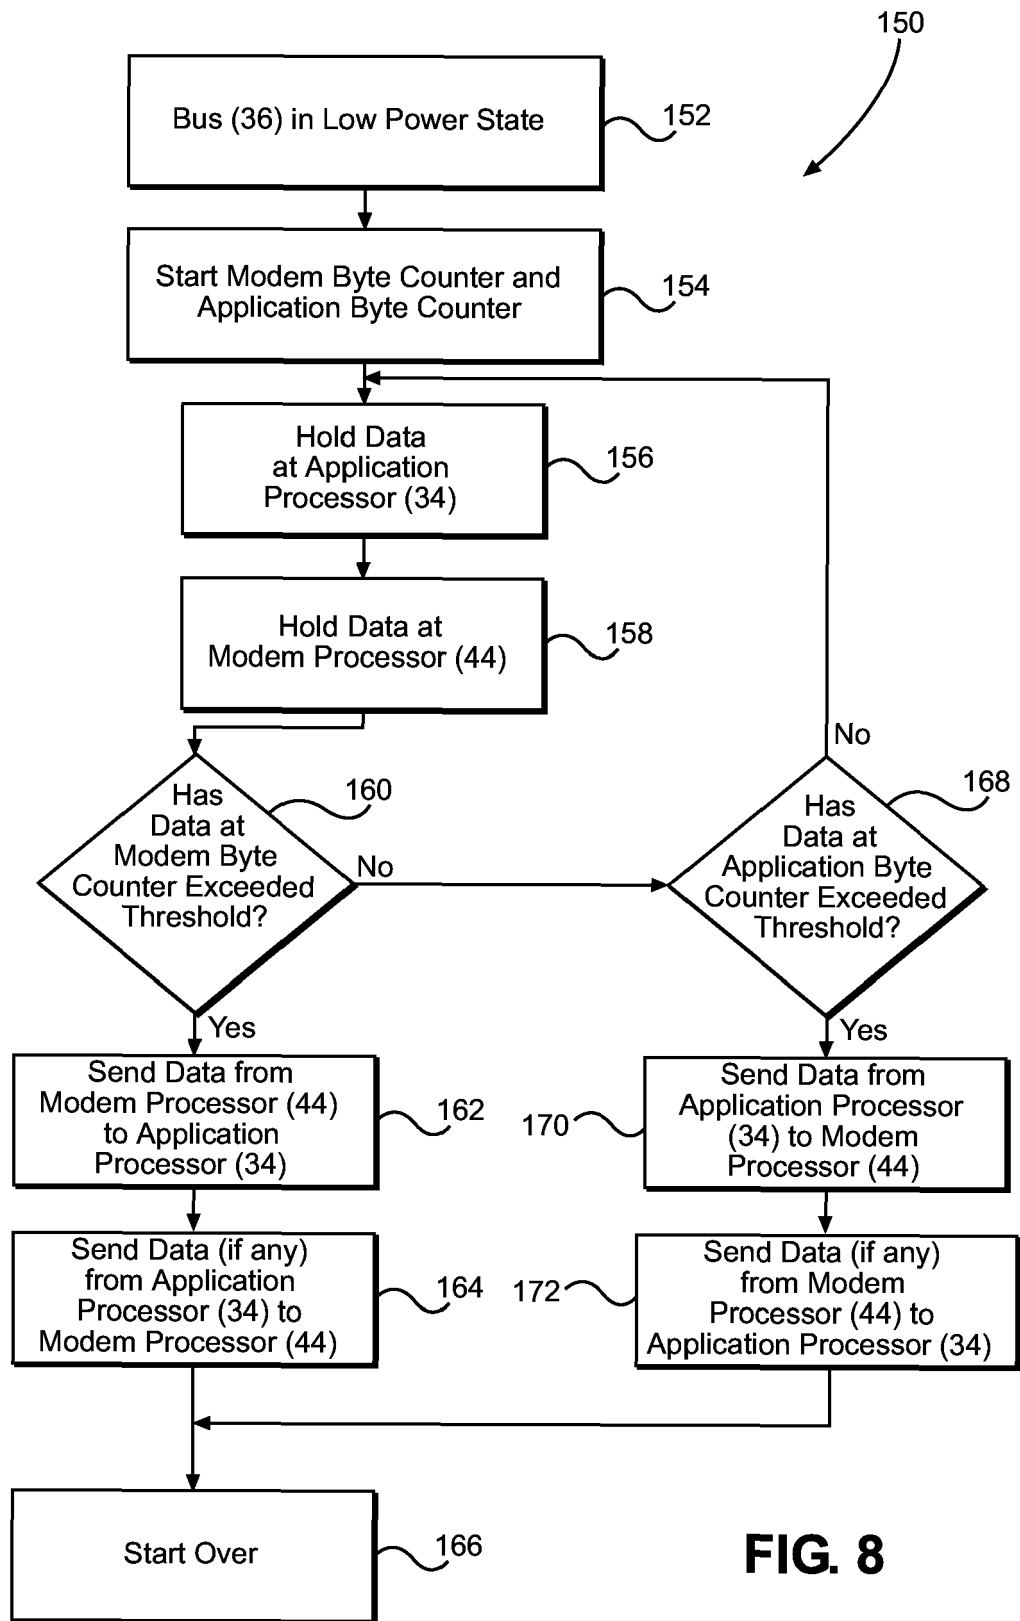 150
Bus (36) in Low Power State
152
Start Modem Byte Counter and
Application Byte Counter
154
Hold Data
at Application
Processor (34)
156
Hold Data at
Modem Processor (44)
158
Has
Data at
Modem Byte
Counter Exceeded
Threshold?
160
No
Has
Data at
Application Byte
Counter Exceeded
Threshold?
168
No
Yes
Yes
Send Data from
Modem Processor (44)
to Application
Processor (34)
162
170
Send Data from
Application Processor
(34) to Modem
Processor (44)
Send Data (if any)
from Application
Processor (34) to
Modem Processor (44)
164
172
Send Data (if any)
from Modem
Processor (44) to
Application Processor (34)
Start Over
166
FIG. 8